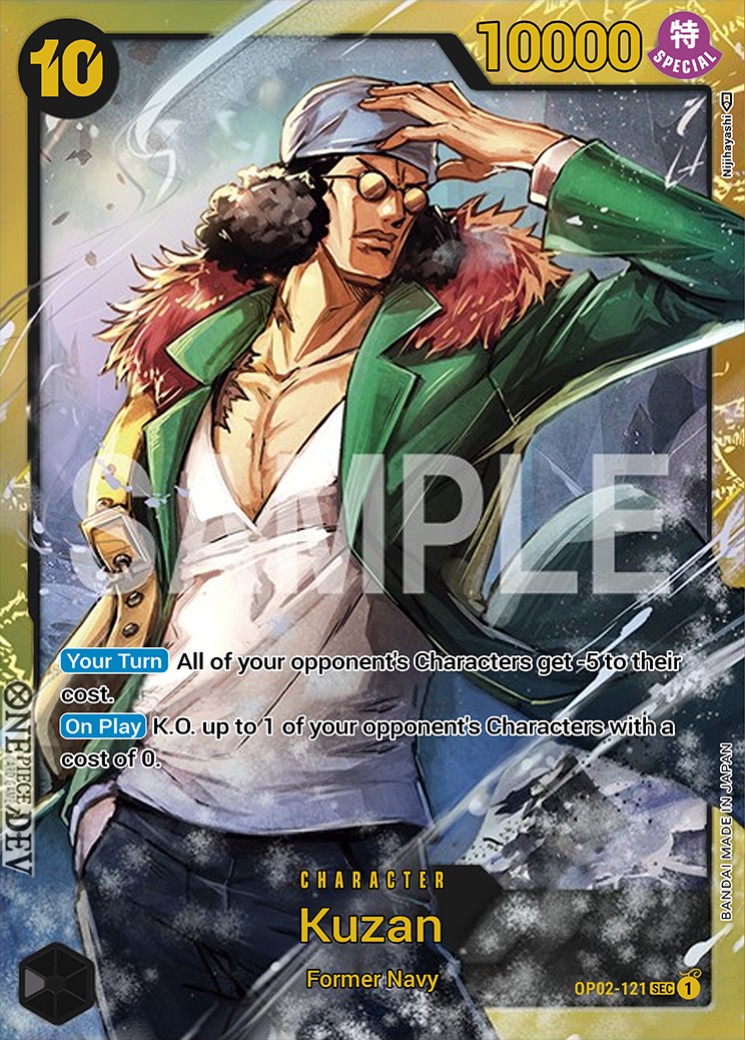 10
10000
特
SPECIAL
Nijihayashi
SAMPLE
Your Turn All of your opponent's Characters get -5 to their
cost.
On Play K.O. up to 1 of your opponent's Characters with a
cost of 0.
ONE PIECE DEV
BANDAI MADE IN JAPAN
CHARACTER
Kuzan
Former Navy
OP02-121 SEC 1